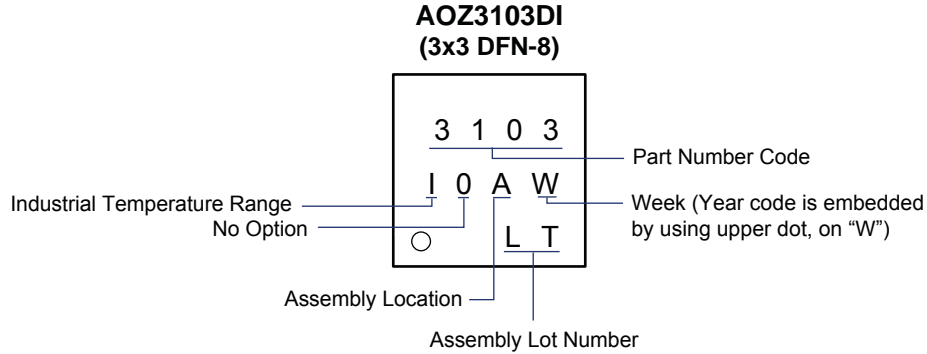 AOZ3103DI
(3x3 DFN-8)
3 1 0 3
Part Number Code
I 0 A W
Industrial Temperature Range
Week (Year code is embedded
by using upper dot, on “W”)
No Option
L T
Assembly Location
Assembly Lot Number